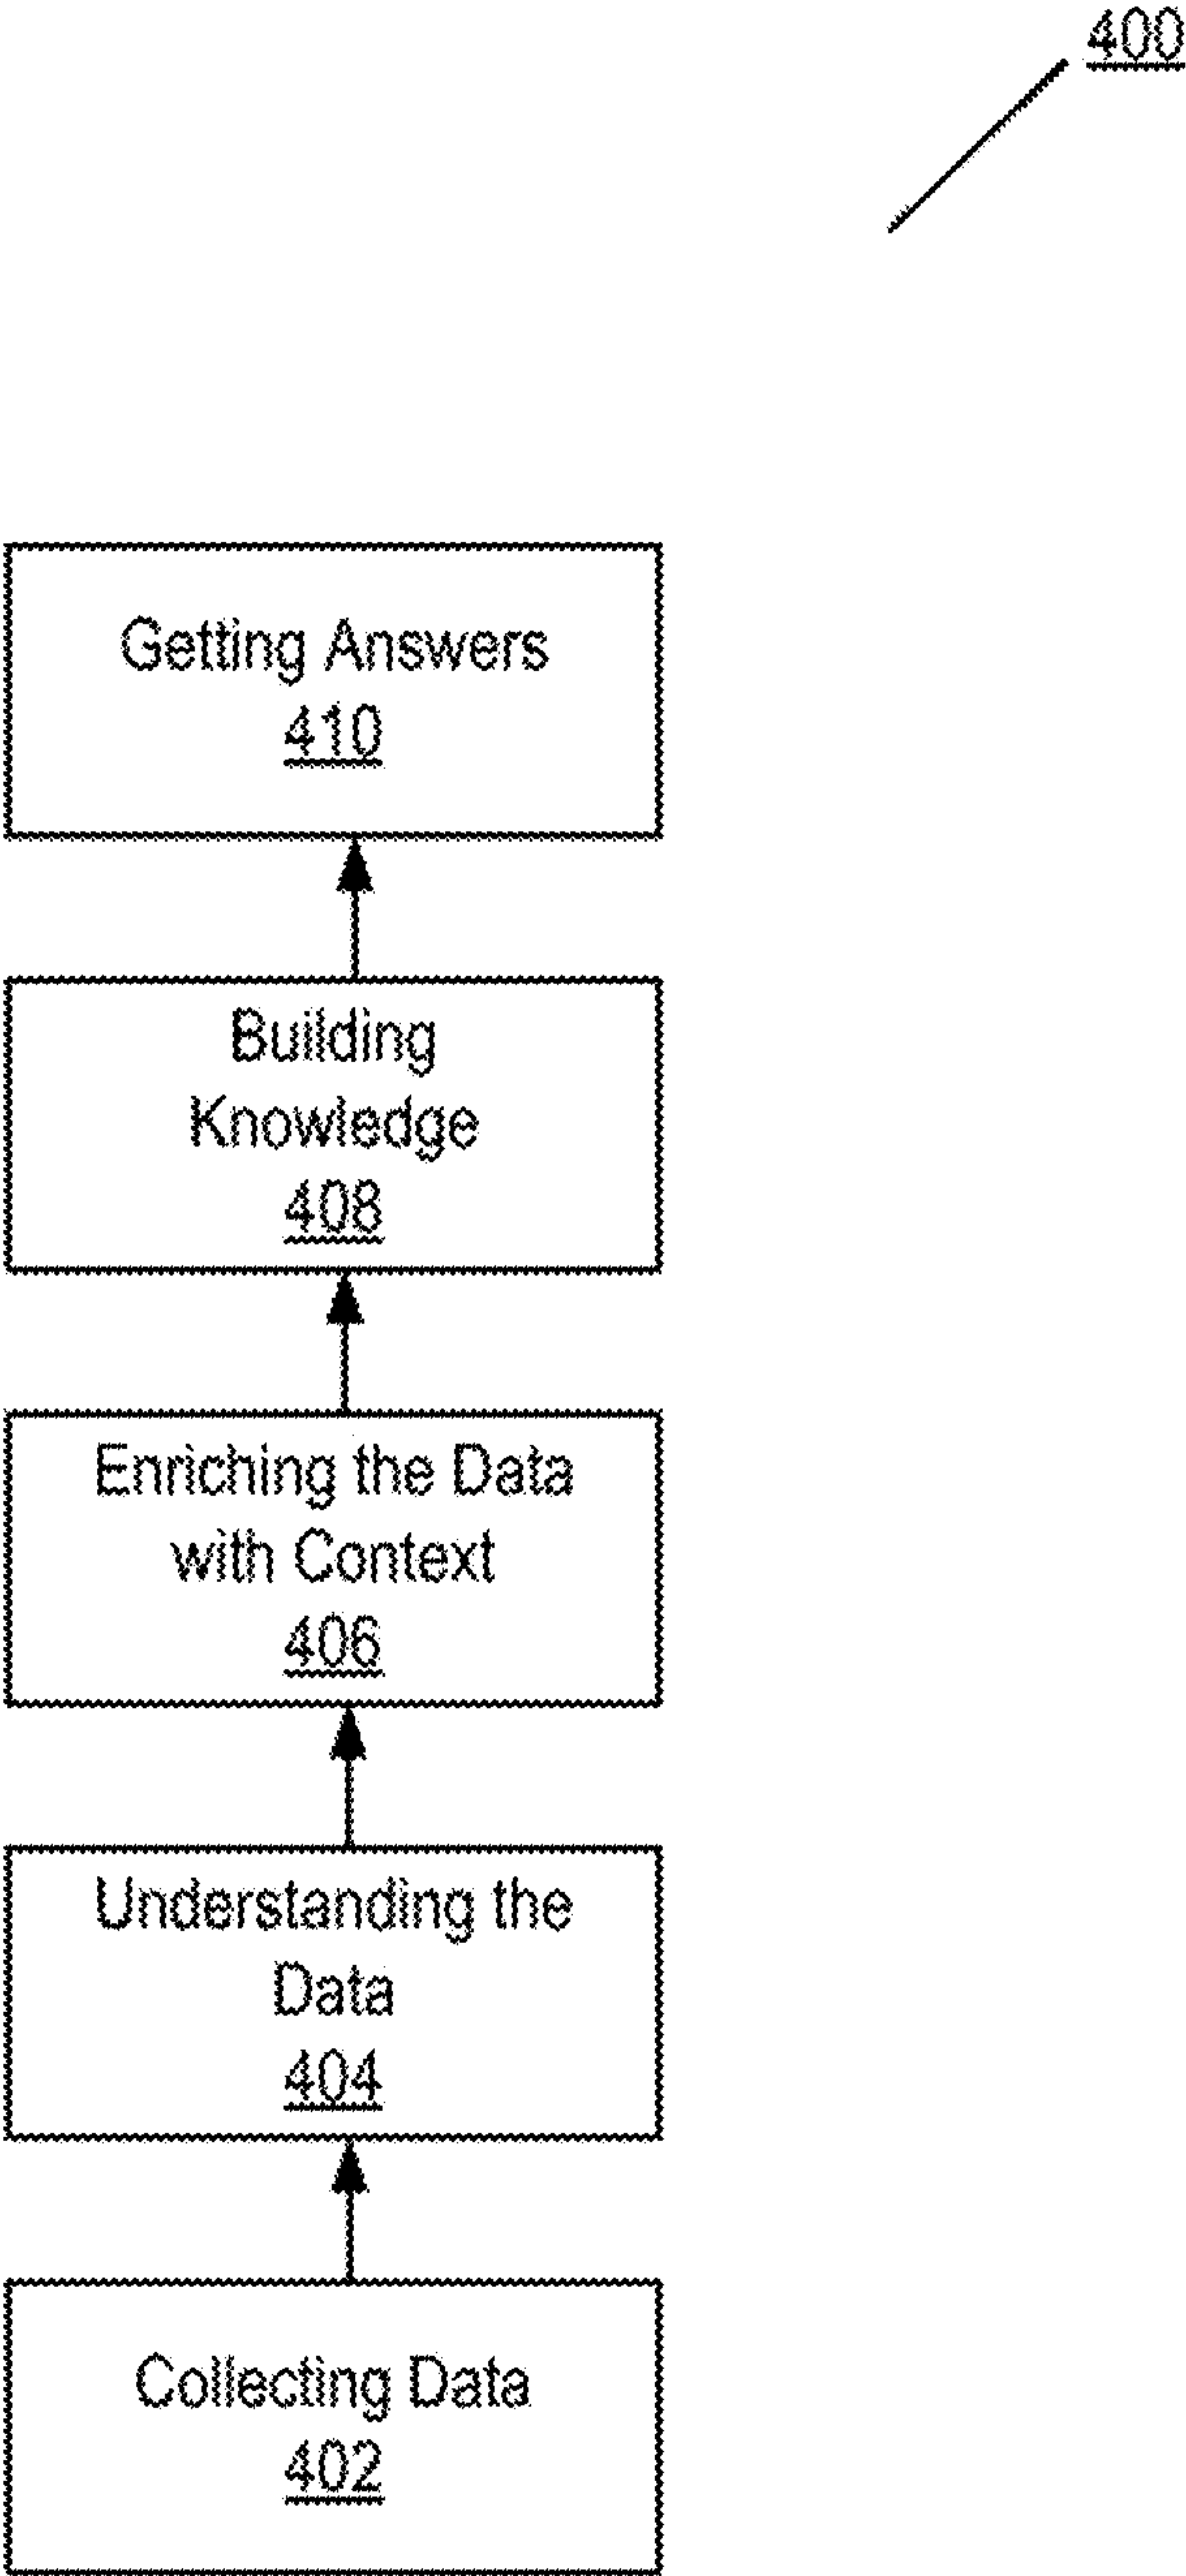 400
Getting Answers
410
Building
Knowledge
408
Enriching the Data
with Context
406
Understanding the
Data
404
Collecting Data
402